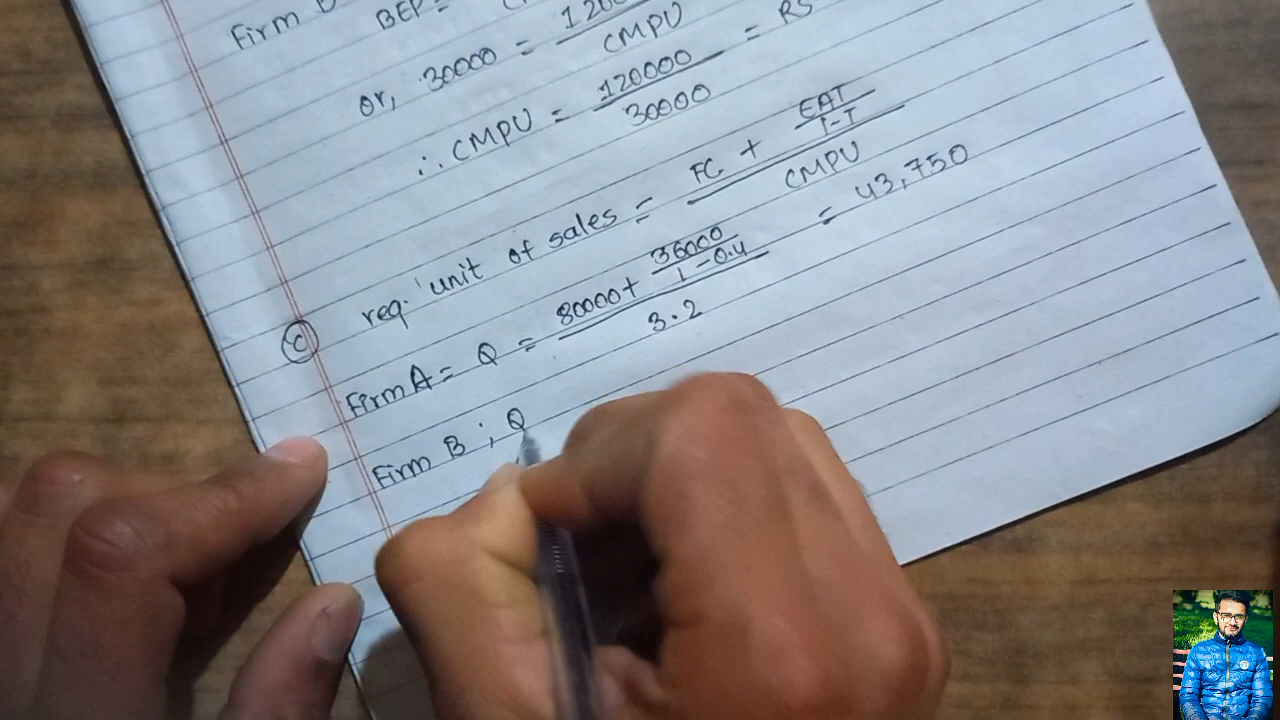 Firm
BEP =
or, 30000 = 1200 / CMPU
∴ CMPU = 120000 / 30000 = RS
(c) req. unit of sales = (FC + EAT / 1-T) / CMPU
Firm A = Q = (80000 + 36000 / 1-0.4) / 3.2 = 43,750
Firm B ; Q